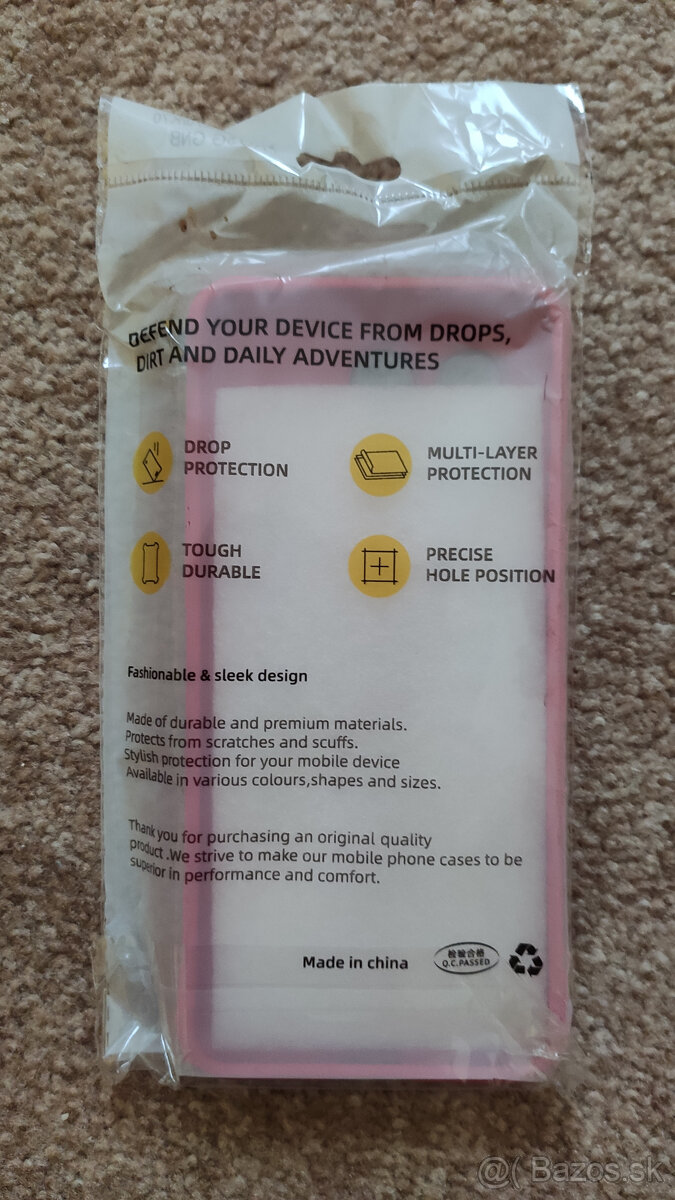 DEFEND YOUR DEVICE FROM DROPS,
DIRT AND DAILY ADVENTURES
DROP
PROTECTION
MULTI-LAYER
PROTECTION
TOUGH
DURABLE
PRECISE
HOLE POSITION
Fashionable & sleek design
Made of durable and premium materials.
Protects from scratches and scuffs.
Stylish protection for your mobile device
Available in various colours,shapes and sizes.
Thank you for purchasing an original quality
product .We strive to make our mobile phone cases to be
superior in performance and comfort.
Made in china
检验合格
Q.C.PASSED
@( Bazos.sk